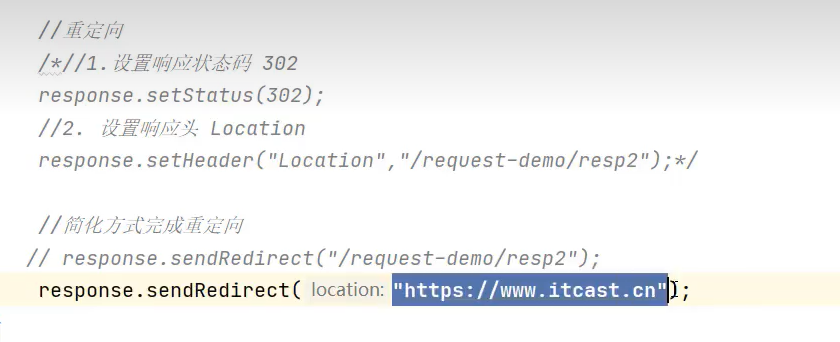 //重定向
/*//1.设置响应状态码 302
response.setStatus(302);
//2. 设置响应头 Location
response.setHeader("Location","/request-demo/resp2");*/
//简化方式完成重定向
// response.sendRedirect("/request-demo/resp2");
response.sendRedirect( location: "https://www.itcast.cn");